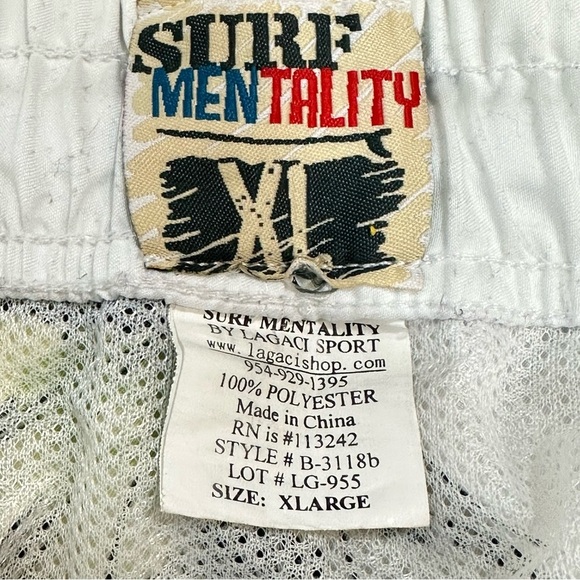 SURF
MENTALITY
XL
SURF MENTALITY
BY LAGACI SPORT
www.lagacishop.com
954-929-1395
100% POLYESTER
Made in China
RN is #113242
STYLE # B-3118b
LOT # LG-955
SIZE: XLARGE